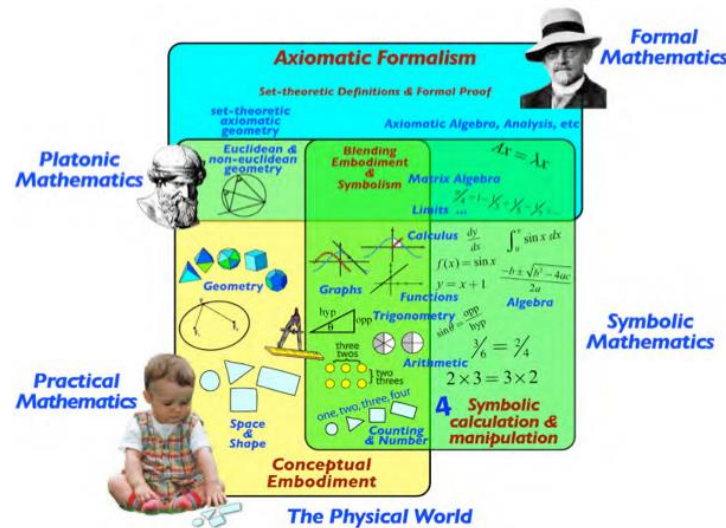 Formal
Mathematics
Axiomatic Formalism
Set-theoretic Definitions & Formal Proof
set-theoretic
axiomatic
geometry
Axiomatic Algebra, Analysis, etc
Platonic
Mathematics
Euclidean &
non-euclidean
geometry
Blending
Embodiment
&
Symbolism
Ax = λx
Matrix Algebra
Limits ...
Calculus
dy/dx
∫ sin x dx
f(x) = sin x
-b ± √b² - 4ac
2a
Geometry
Graphs
y = x + 1
Functions
Algebra
hyp
opp
θ
Trigonometry
sinθ = opp/hyp
Symbolic
Mathematics
three
twos
Arithmetic
3/6 = 2/4
two
threes
2 × 3 = 3 × 2
Practical
Mathematics
one, two, three, four
Space
&
Shape
Counting
& Number
4
Symbolic
calculation &
manipulation
Conceptual
Embodiment
The Physical World